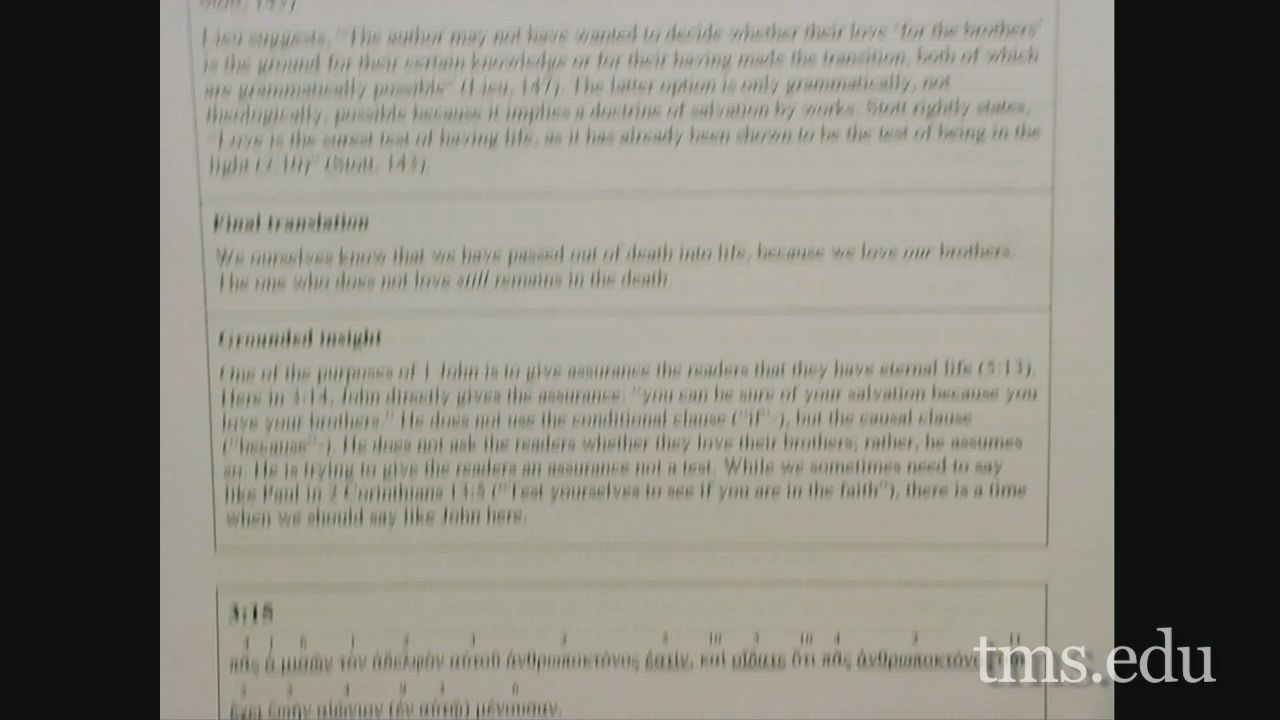 Lieu suggests, "The author may not have wanted to decide whether their love 'for the brothers'
is the ground for their certain knowledge or for their having made the transition, both of which
are grammatically possible" (Lieu, 147). The latter option is only grammatically, not
theologically, possible because it implies a doctrine of salvation by works. Stott rightly states,
"Love is the surest test of having life, as it has already been shown to be the test of being in the
light (2:10)" (Stott, 143).
Final translation
We ourselves know that we have passed out of death into life, because we love our brothers.
The one who does not love still remains in the death.
Grounded insight
One of the purposes of 1 John is to give assurance the readers that they have eternal life (5:13).
Here in 3:14, John directly gives the assurance: "you can be sure of your salvation because you
love your brothers." He does not use the conditional clause ("if"-), but the causal clause
("because"-). He does not ask the readers whether they love their brothers; rather, he assumes
so. He is trying to give the readers an assurance not a test. While we sometimes need to say
like Paul in 2 Corinthians 13:5 ("Test yourselves to see if you are in the faith"), there is a time
when we should say like John here.
3:15
πᾶς ὁ μισῶν τὸν ἀδελφὸν αὐτοῦ ἀνθρωποκτόνος ἐστίν, καὶ οἴδατε ὅτι πᾶς
ἔχει ζωὴν αἰώνιον (ἐν αὐτῷ) μένουσαν.
tms.edu